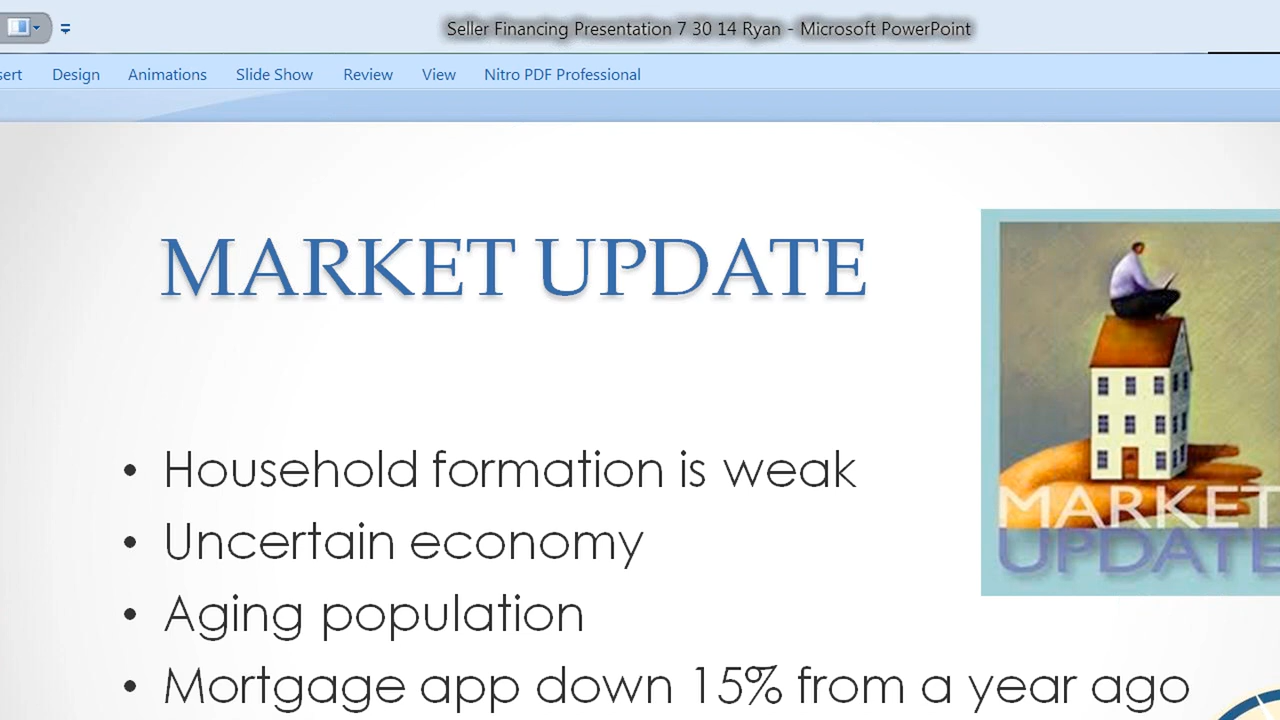 Seller Financing Presentation 7 30 14 Ryan - Microsoft PowerPoint
sert Design Animations Slide Show Review View Nitro PDF Professional
MARKET UPDATE
MARKET
UPDATE
• Household formation is weak
• Uncertain economy
• Aging population
• Mortgage app down 15% from a year ago